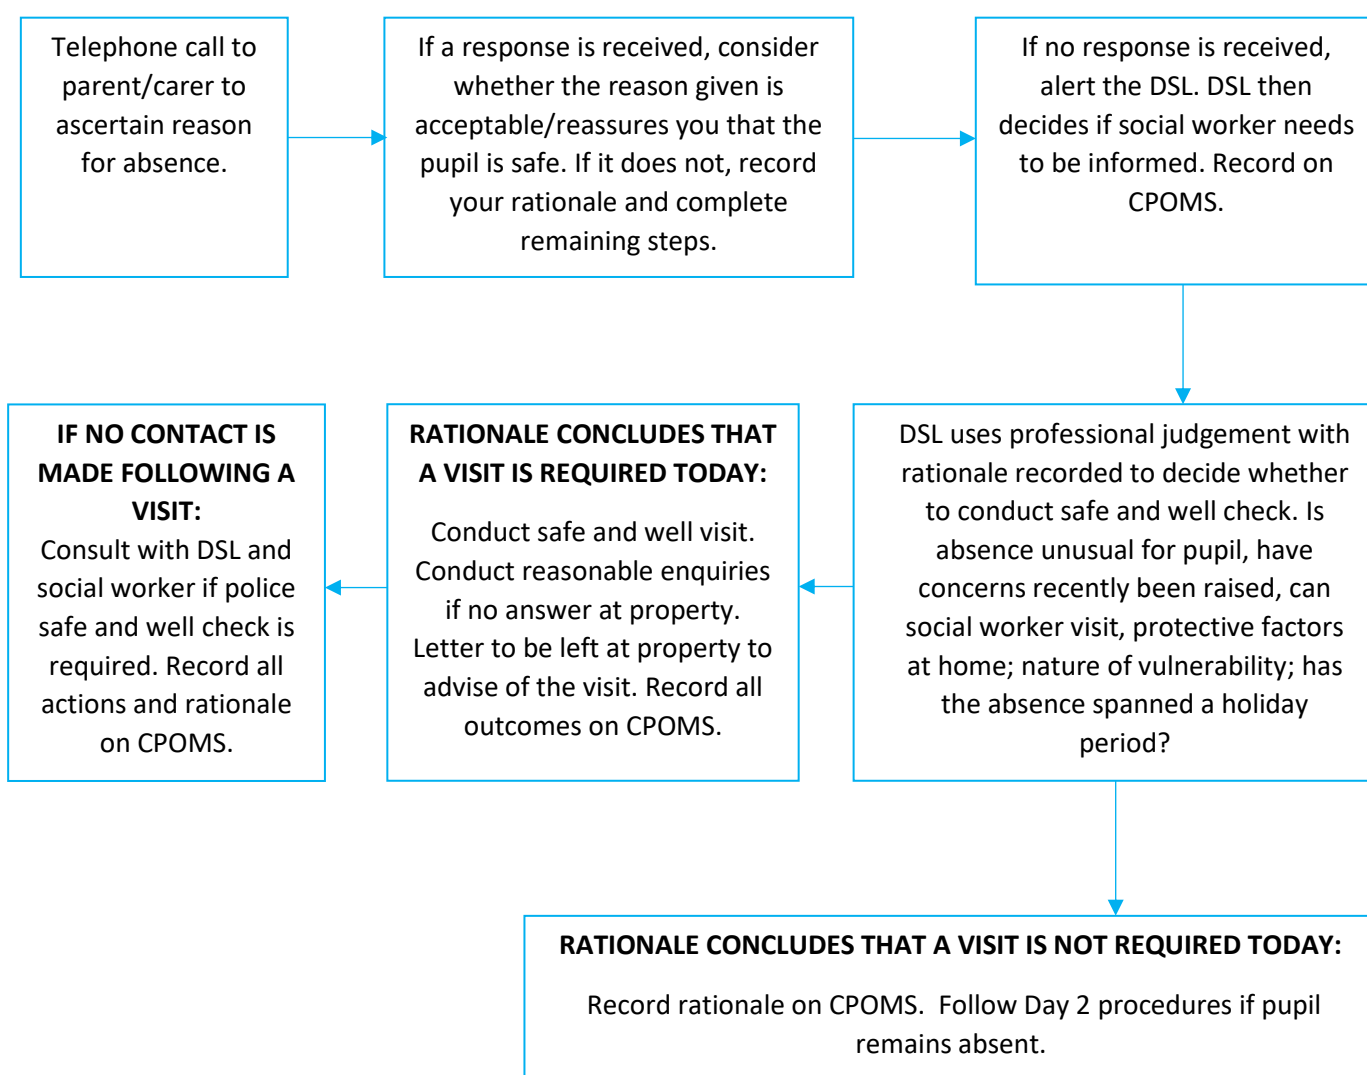 Telephone call to
parent/carer to
ascertain reason
for absence.
If a response is received, consider
whether the reason given is
acceptable/reassures you that the
pupil is safe. If it does not, record
your rationale and complete
remaining steps.
If no response is received,
alert the DSL. DSL then
decides if social worker needs
to be informed. Record on
CPOMS.
DSL uses professional judgement with
rationale recorded to decide whether
to conduct safe and well check. Is
absence unusual for pupil, have
concerns recently been raised, can
social worker visit, protective factors
at home; nature of vulnerability; has
the absence spanned a holiday
period?
RATIONALE CONCLUDES THAT
A VISIT IS REQUIRED TODAY:
Conduct safe and well visit.
Conduct reasonable enquiries
if no answer at property.
Letter to be left at property to
advise of the visit. Record all
outcomes on CPOMS.
IF NO CONTACT IS
MADE FOLLOWING A
VISIT:
Consult with DSL and
social worker if police
safe and well check is
required. Record all
actions and rationale
on CPOMS.
RATIONALE CONCLUDES THAT A VISIT IS NOT REQUIRED TODAY:
Record rationale on CPOMS.  Follow Day 2 procedures if pupil
remains absent.